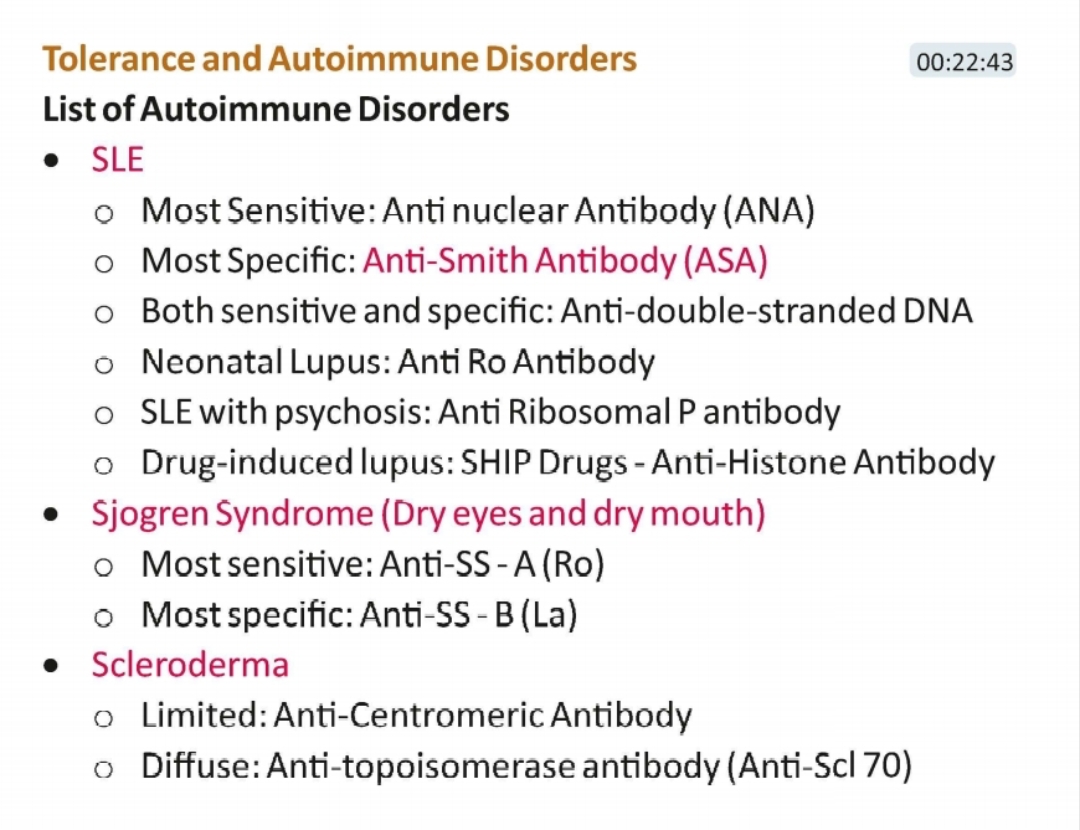 Tolerance and Autoimmune Disorders
00:22:43
List of Autoimmune Disorders
• SLE
○ Most Sensitive: Anti nuclear Antibody (ANA)
○ Most Specific: Anti-Smith Antibody (ASA)
○ Both sensitive and specific: Anti-double-stranded DNA
○ Neonatal Lupus: Anti Ro Antibody
○ SLE with psychosis: Anti Ribosomal P antibody
○ Drug-induced lupus: SHIP Drugs - Anti-Histone Antibody
• Sjogren Syndrome (Dry eyes and dry mouth)
○ Most sensitive: Anti-SS - A (Ro)
○ Most specific: Anti-SS - B (La)
• Scleroderma
○ Limited: Anti-Centromeric Antibody
○ Diffuse: Anti-topoisomerase antibody (Anti-Scl 70)